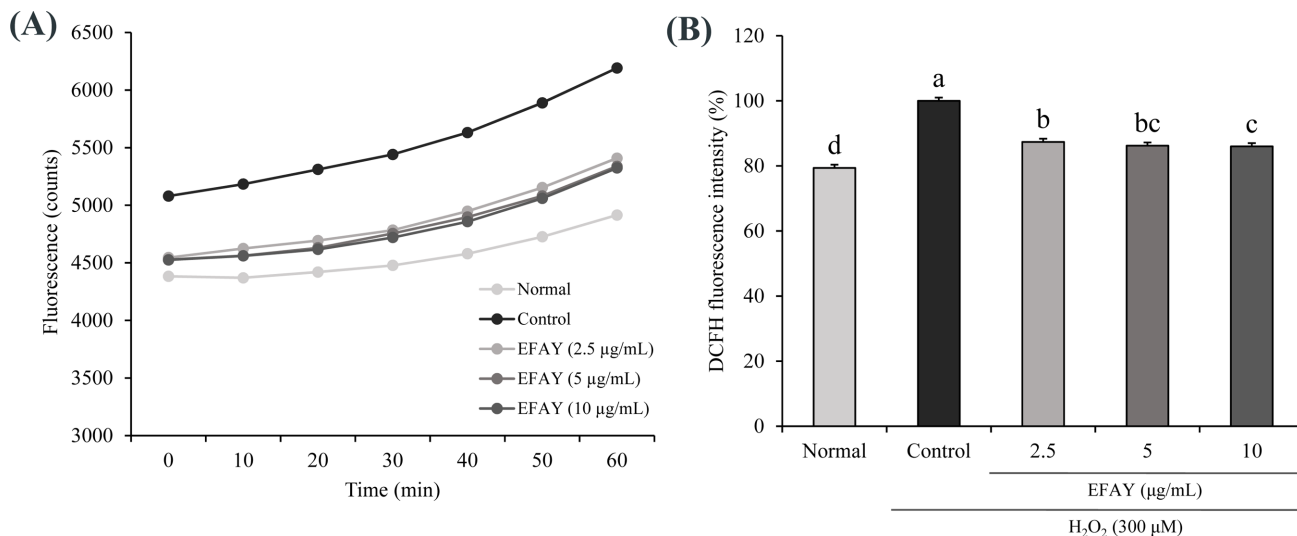 (A)
Fluorescence (counts)
6500
6000
5500
5000
4500
4000
3500
3000
0 10 20 30 40 50 60
Time (min)
Normal
Control
EFAY (2.5 µg/mL)
EFAY (5 µg/mL)
EFAY (10 µg/mL)
(B)
DCFH fluorescence intensity (%)
120
100
80
60
40
20
0
d a b bc c
Normal Control 2.5 5 10
EFAY (µg/mL)
H₂O₂ (300 µM)